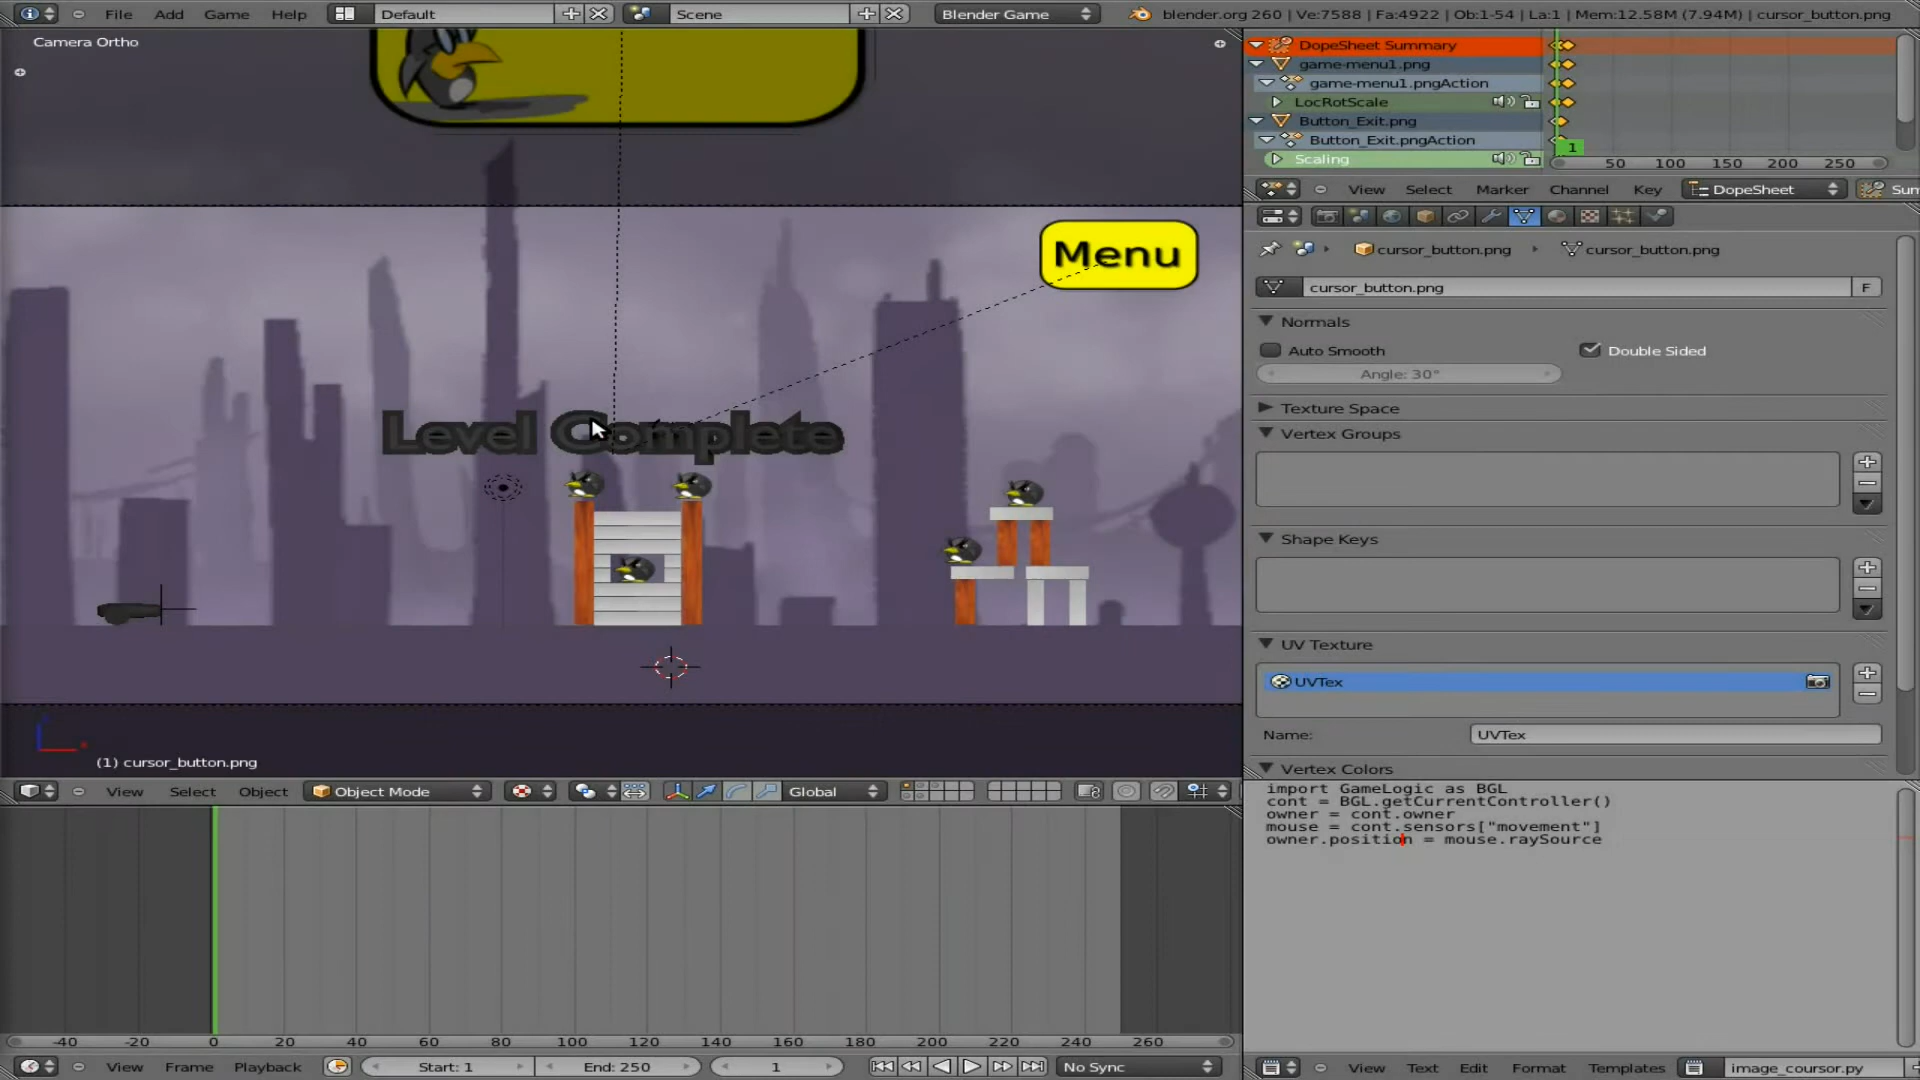 File Add Game Help Default Scene Blender Game blender.org 260 | Ve:7588 | Fa:4922 | Ob:1-54 | La:1 | Mem:12.58M (7.94M) | cursor_button.png
Camera Ortho
DopeSheet Summary
game-menu1.png
game-menu1.pngAction
LocRotScale
Button_Exit.png
Button_Exit.pngAction
Scaling
1
50 100 150 200 250
View Select Marker Channel Key DopeSheet Sum
Menu
Level Complete
(1) cursor_button.png
View Select Object Object Mode Global
cursor_button.png cursor_button.png
cursor_button.png F
Normals
Auto Smooth Double Sided
Angle: 30°
Texture Space
Vertex Groups
Shape Keys
UV Texture
UVTex
Name: UVTex
Vertex Colors
import GameLogic as BGL
cont = BGL.getCurrentController()
owner = cont.owner
mouse = cont.sensors["movement"]
owner.position = mouse.raySource
-40 -20 0 20 40 60 80 100 120 140 160 180 200 220 240 260
View Frame Playback Start: 1 End: 250 1 No Sync
View Text Edit Format Templates image_coursor.py